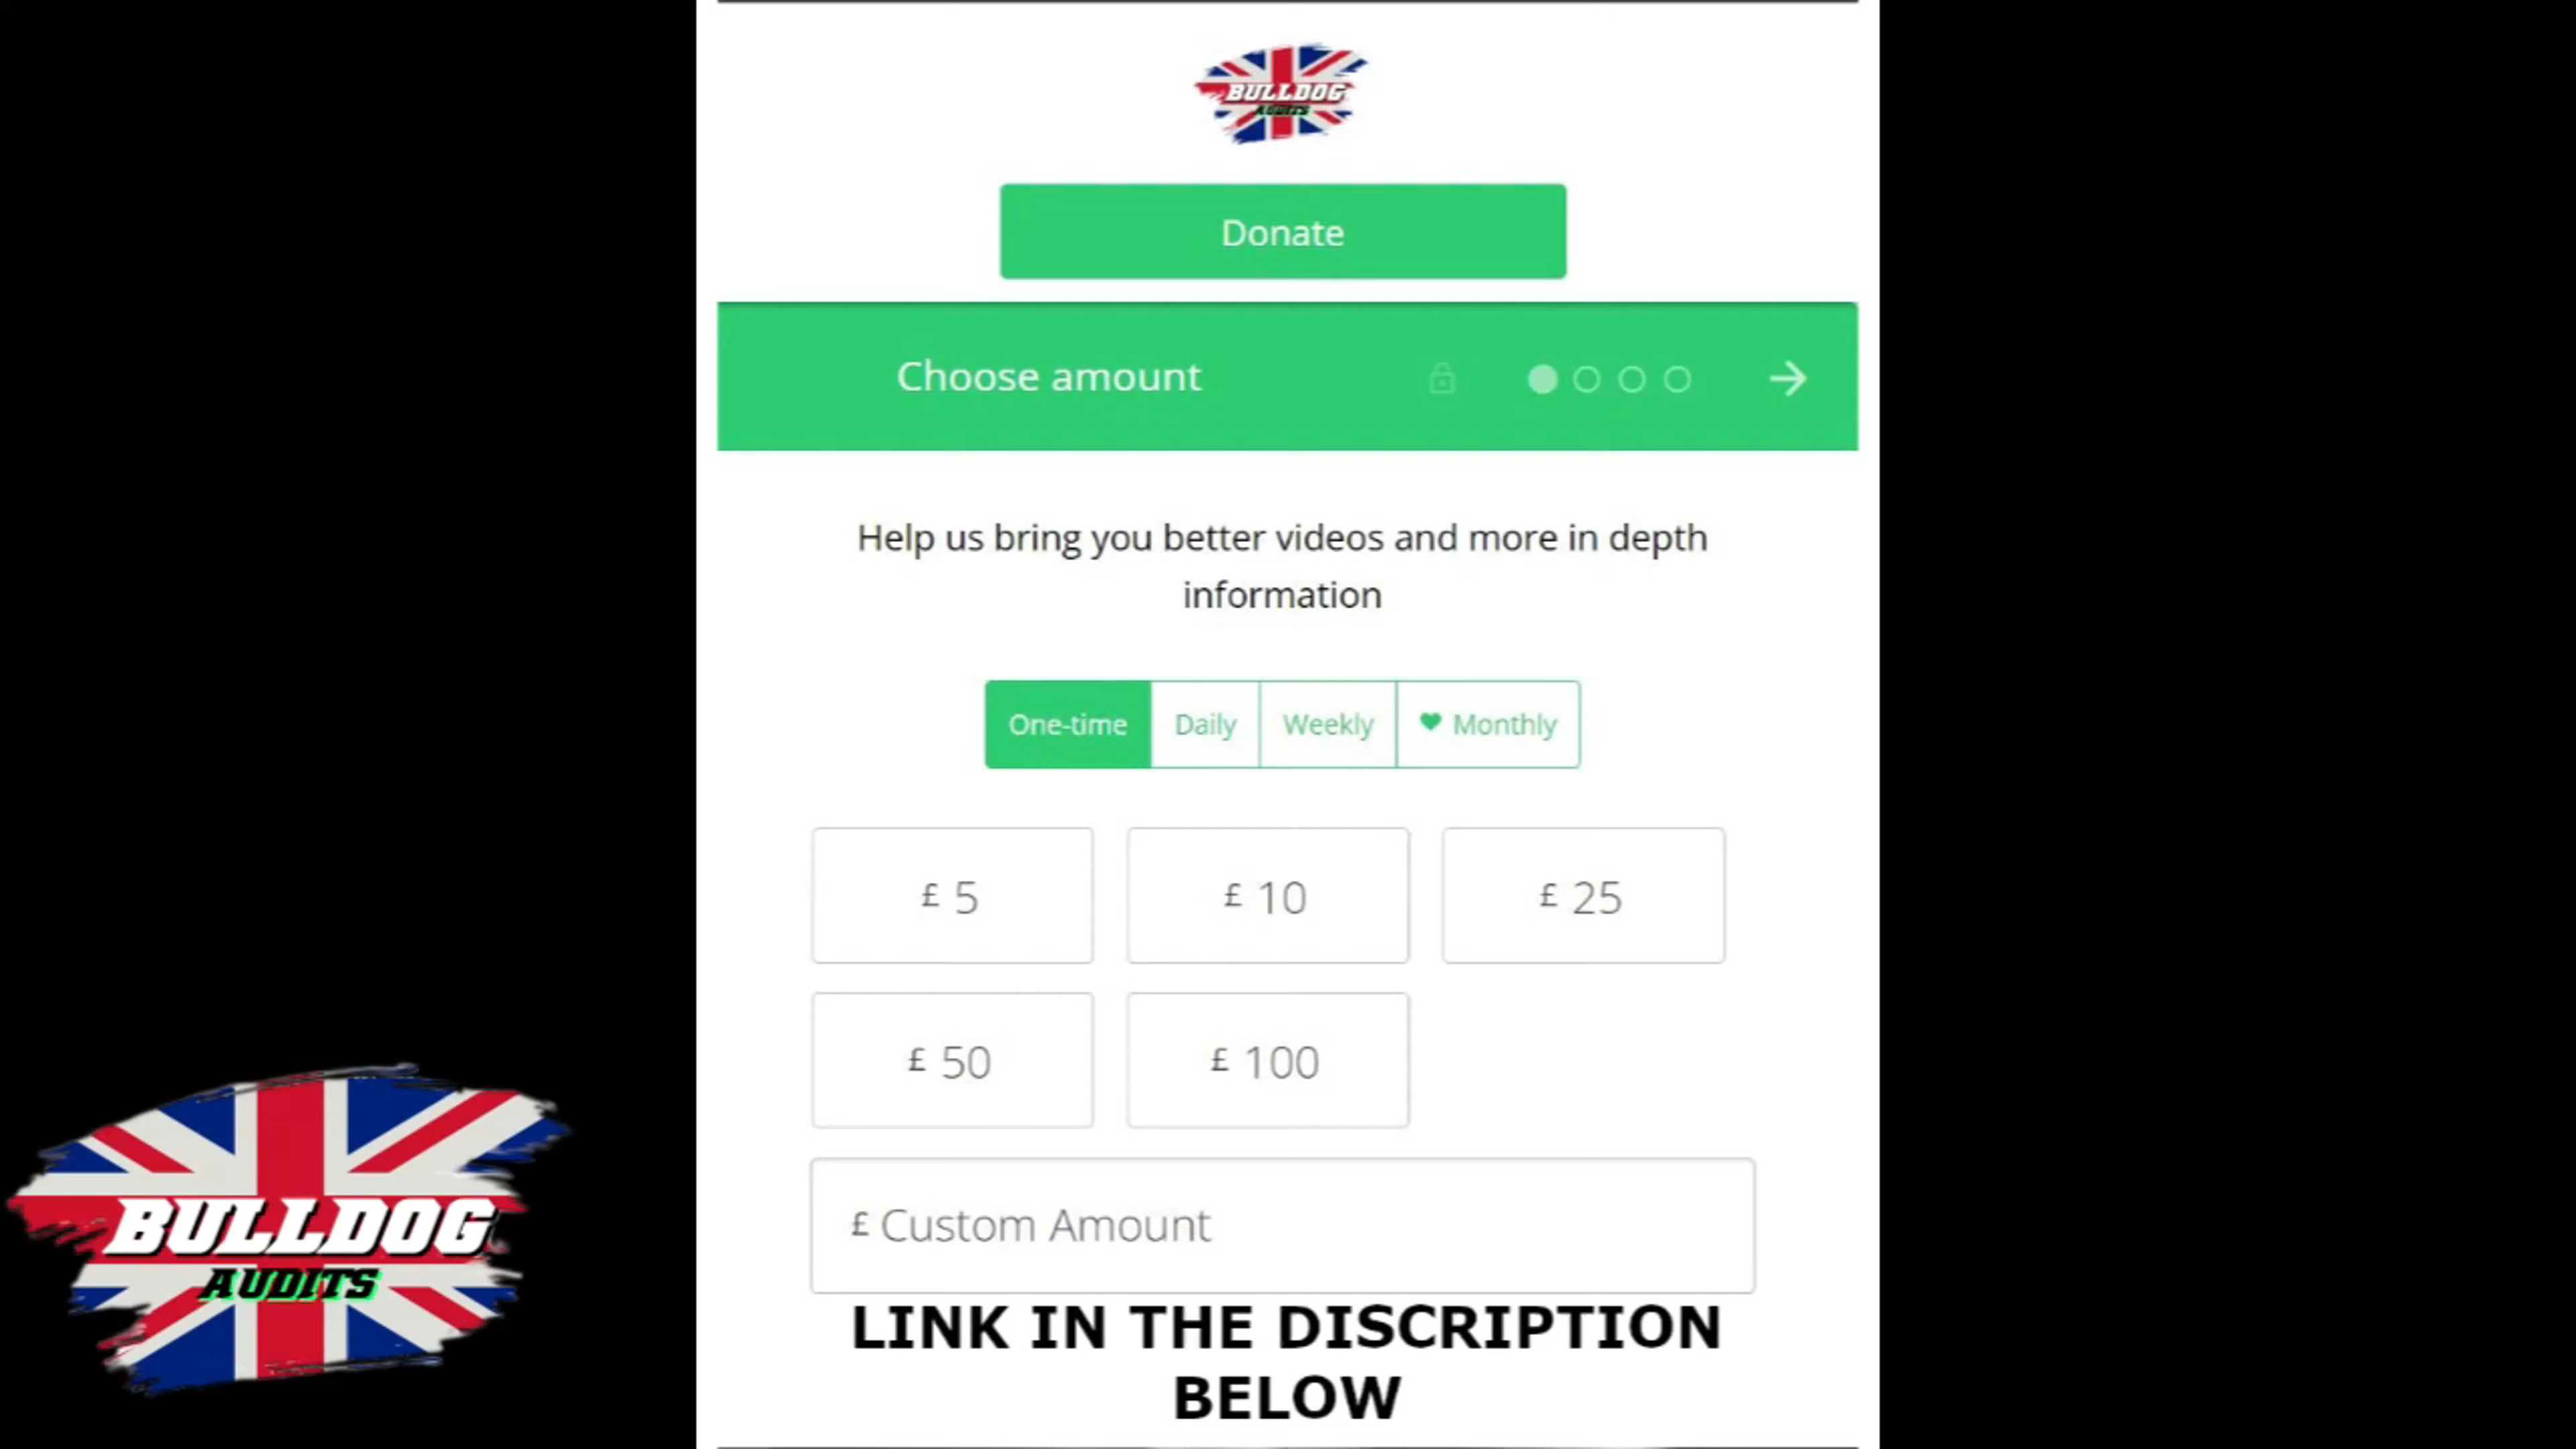 BULLDOG
AUDITS
Donate
Choose amount
Help us bring you better videos and more in depth
information
One-time Daily Weekly Monthly
£ 5 £ 10 £ 25
£ 50 £ 100
£ Custom Amount
LINK IN THE DISCRIPTION
BELOW
BULLDOG
AUDITS